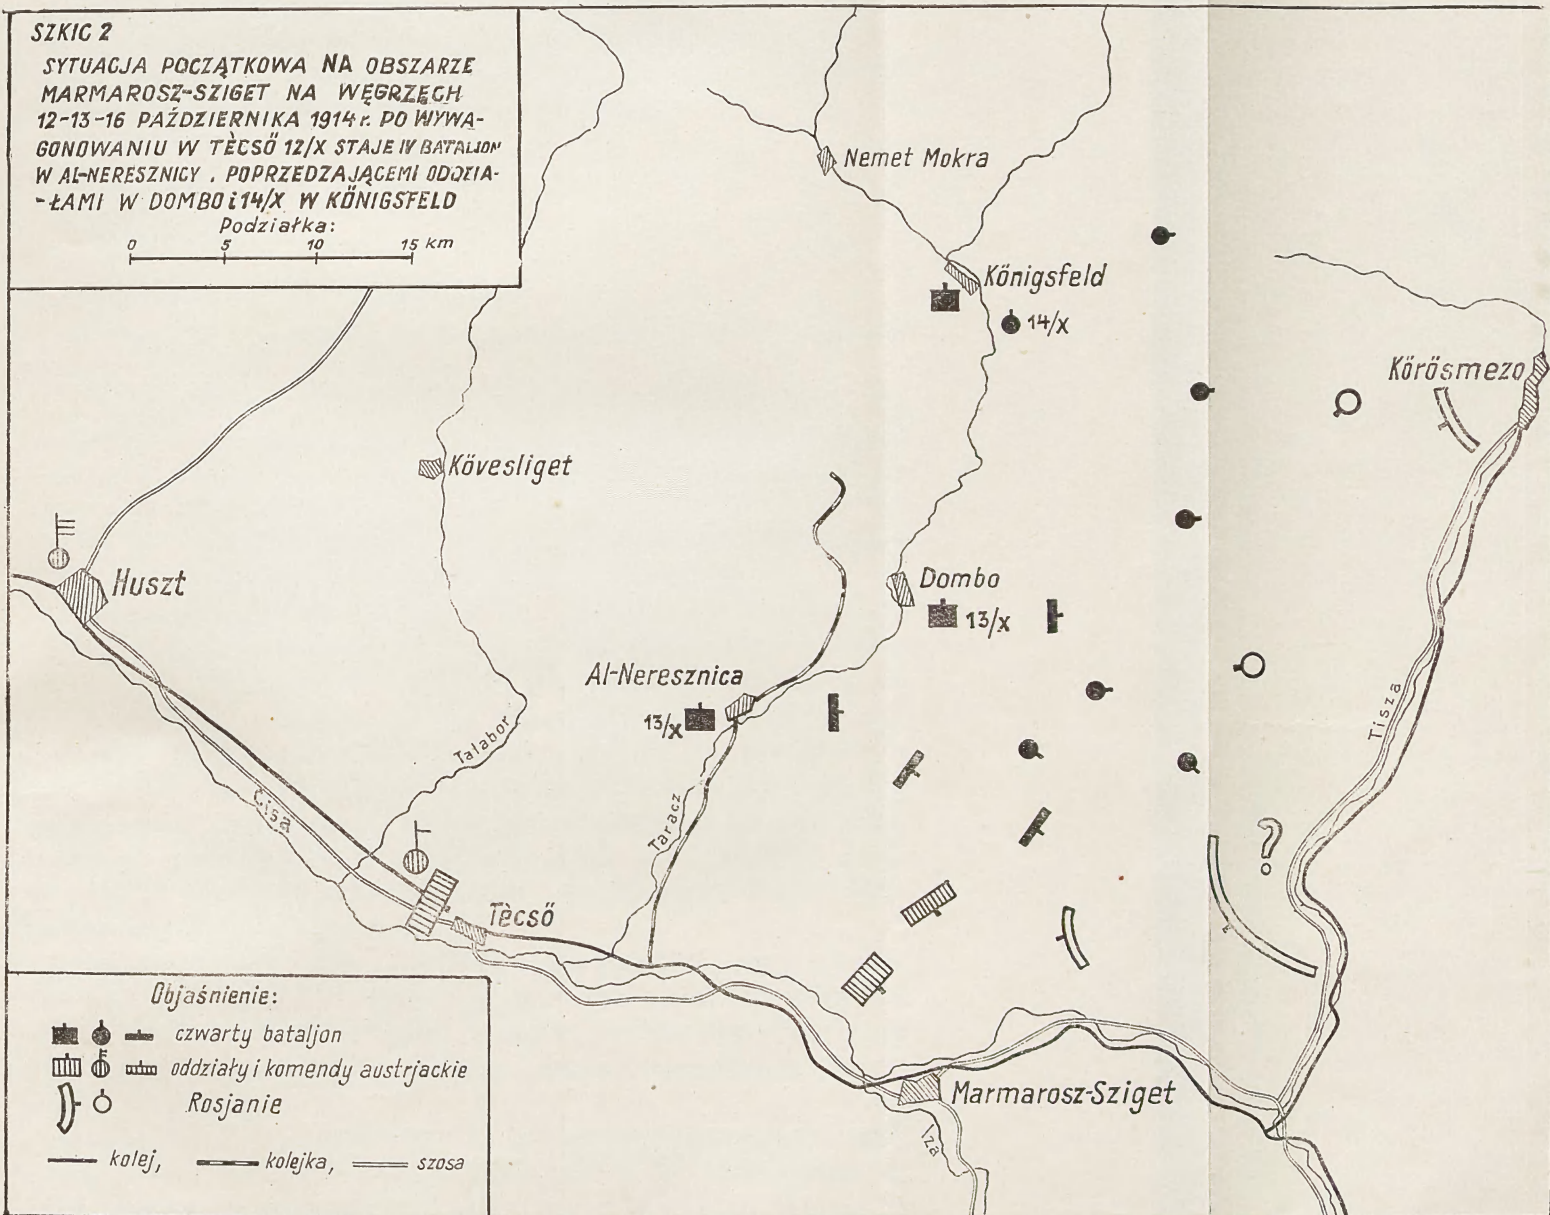 SZKIC 2
SYTUACJA POCZĄTKOWA NA OBSZARZE
MARMAROSZ-SZIGET NA WĘGRZĘCH
12-13-16 PAŹDZIERNIKA 1914 r. PO WYWA-
GONOWANIU W TÈCSŐ 12/X STAJE IV BATALJON
W AL-NERESZNICY . POPRZEDZAJĄCEMI ODDZIA-
-ŁAMI W DOMBO i 14/X W KÖNIGSFELD
Podziałka:
0 5 10 15 km
Nemet Mokra
Königsfeld
14/X
Körösmezo
Kövesliget
Huszt
Dombo
13/X
Al-Neresznica
13/X
Talabor
Tisza
Cisa
Taracz
?
Tècső
Marmarosz-Sziget
Iza
Objaśnienie:
czwarty bataljon
oddziały i komendy austrjackie
Rosjanie
kolej, kolejka, szosa